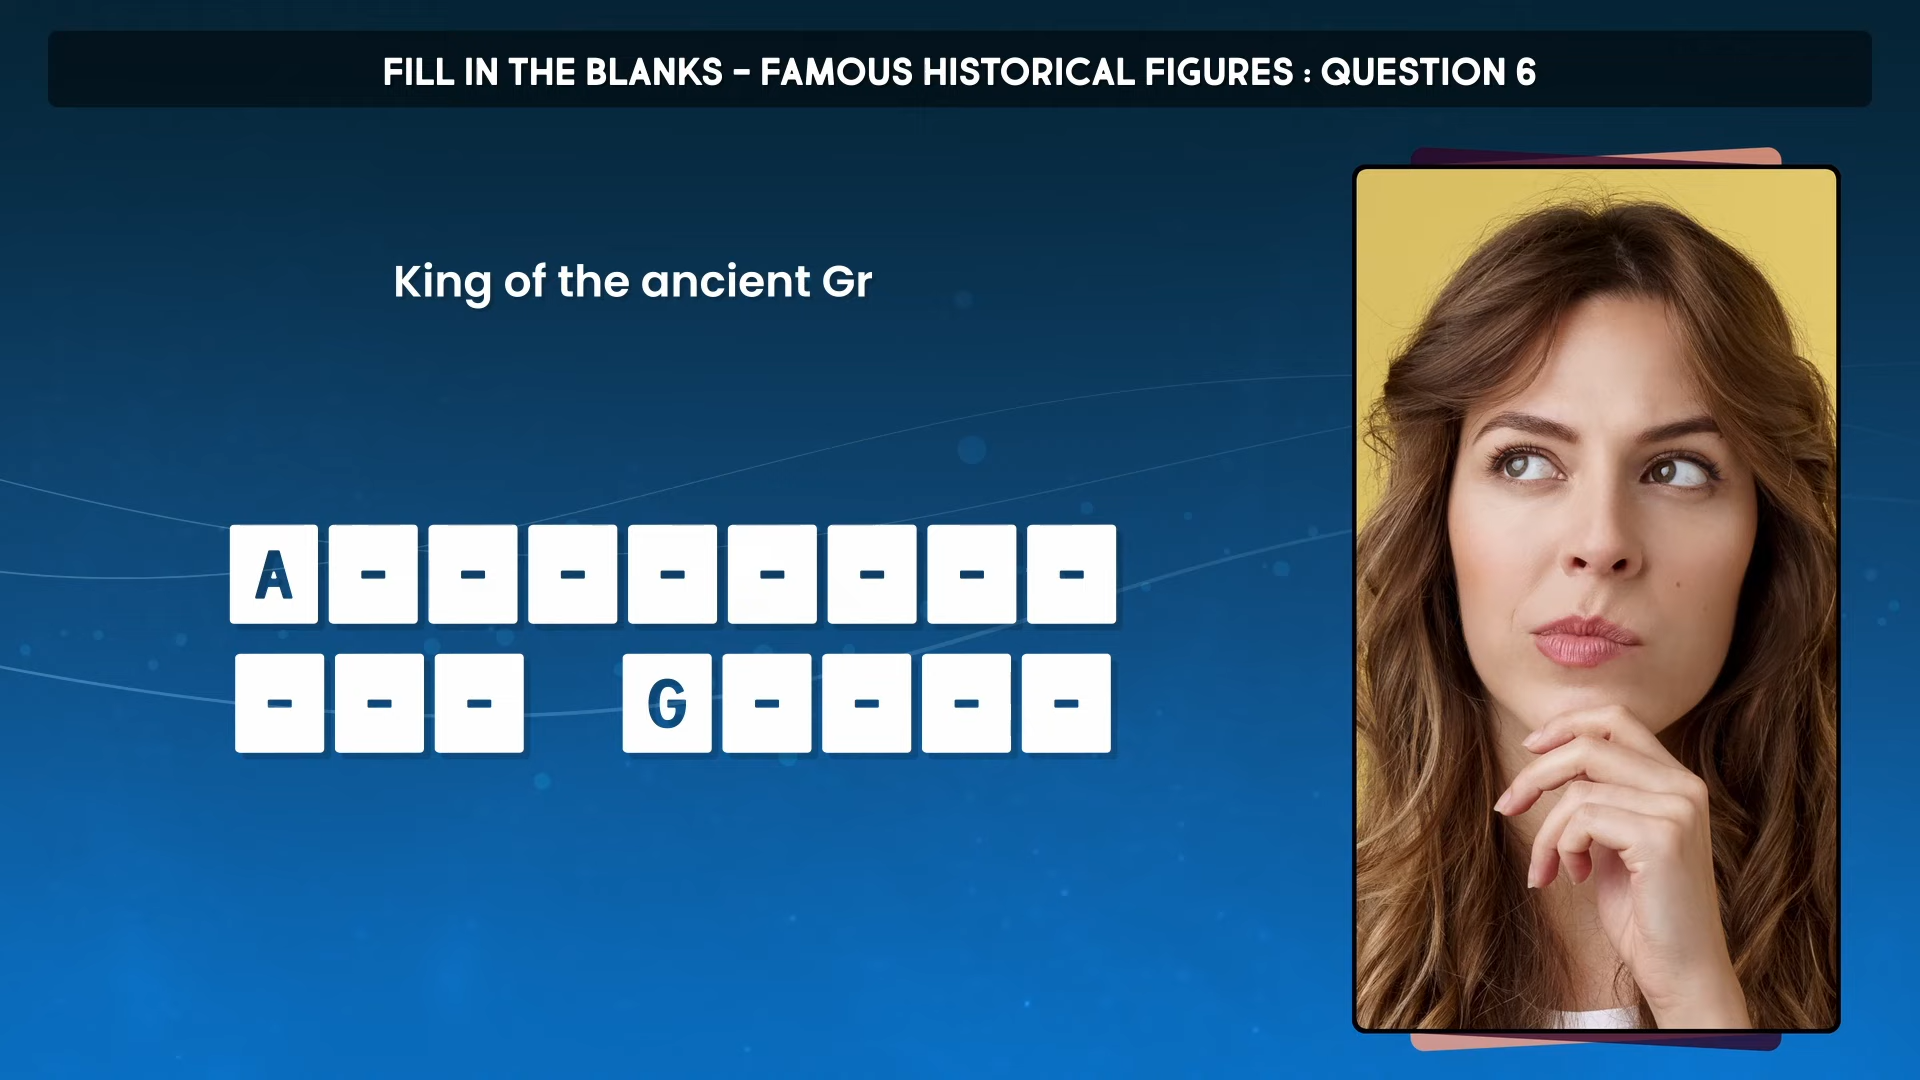 FILL IN THE BLANKS - FAMOUS HISTORICAL FIGURES : QUESTION 6
King of the ancient Gr
A - - - - - - - -
- - - G - - - -